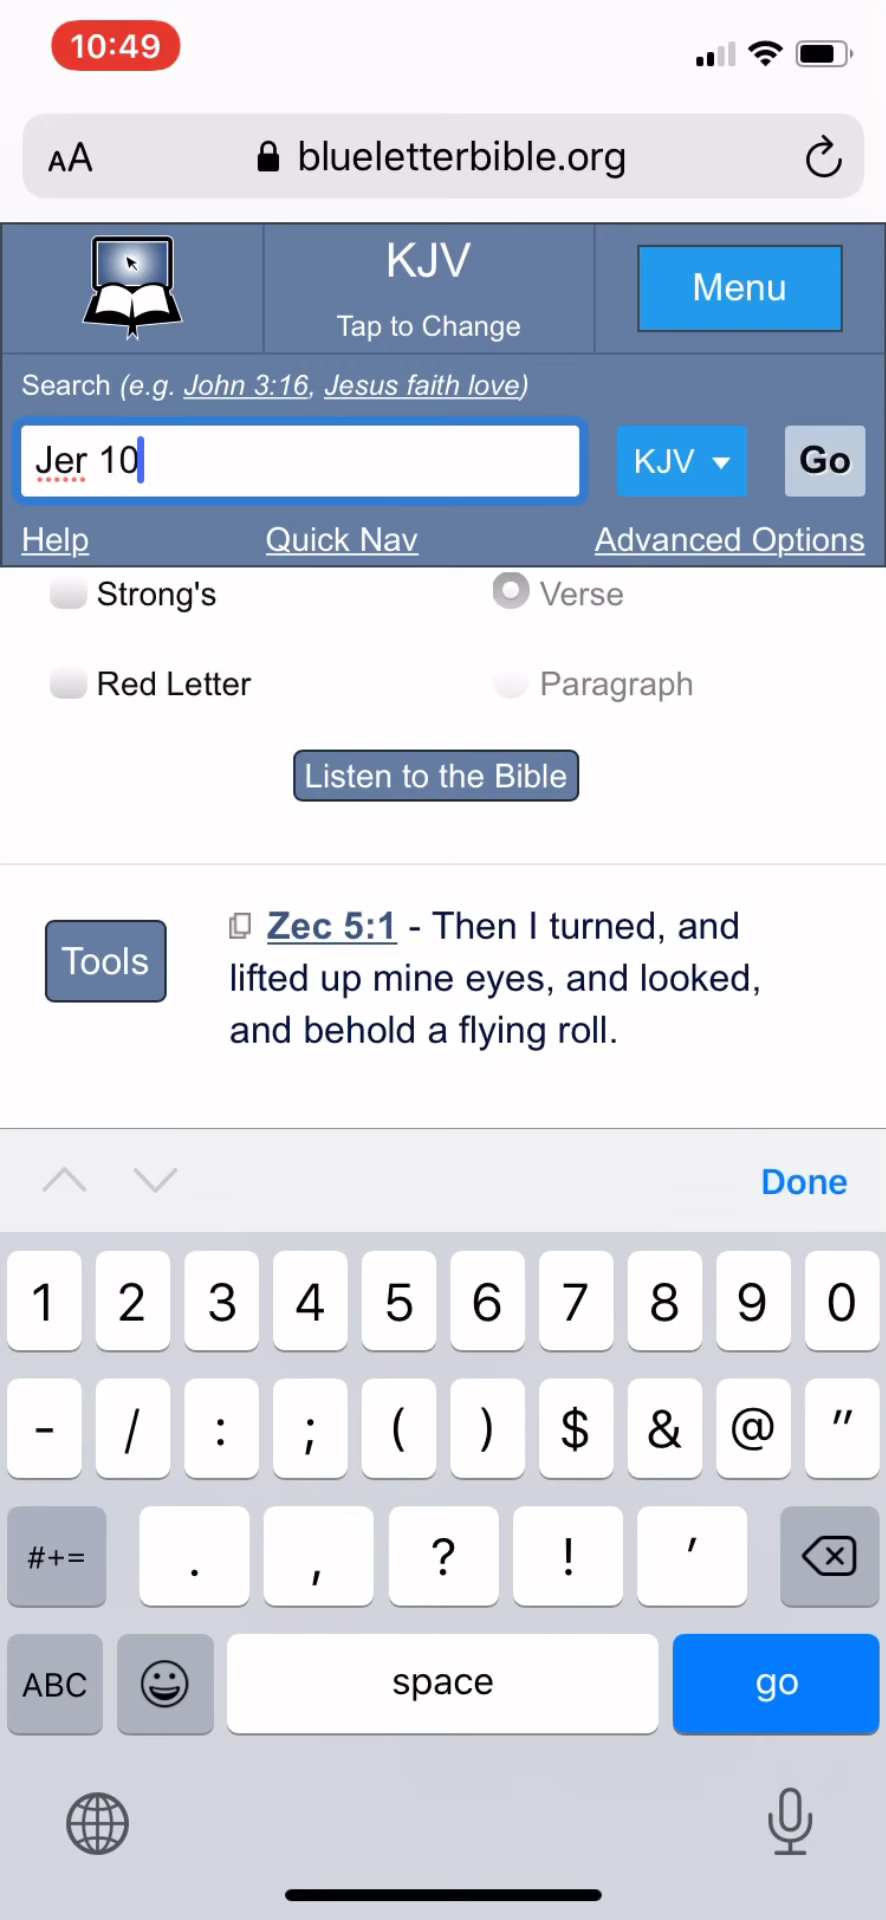 10:49
AA blueletterbible.org
KJV
Tap to Change
Menu
Search (e.g. John 3:16, Jesus faith love)
Jer 10
KJV
Go
Help Quick Nav Advanced Options
Strong's Verse
Red Letter Paragraph
Listen to the Bible
Tools
Zec 5:1 - Then I turned, and
lifted up mine eyes, and looked,
and behold a flying roll.
Done
1 2 3 4 5 6 7 8 9 0
- / : ; ( ) $ & @ "
#+= . , ? ! '
ABC space go